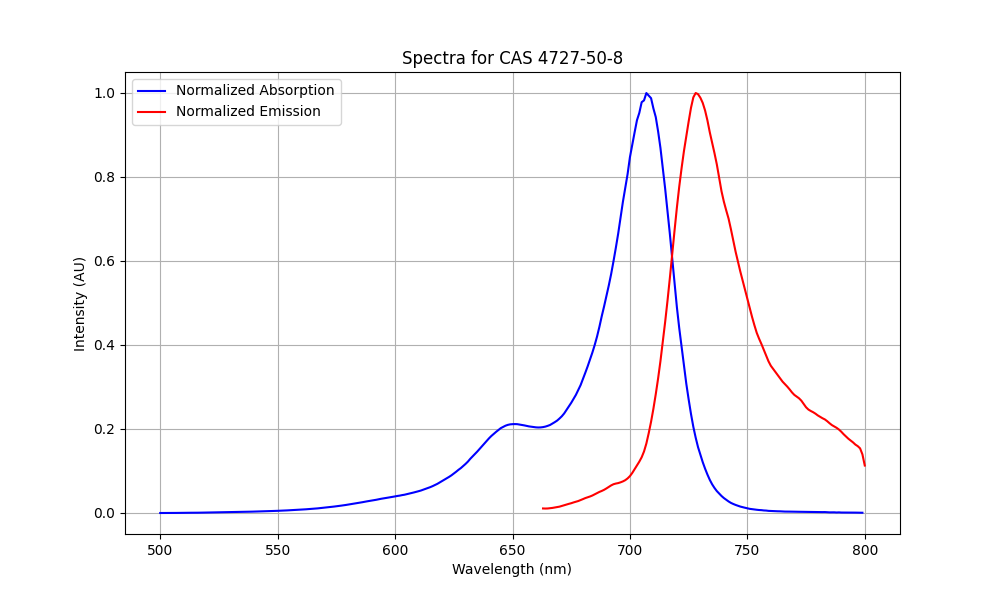 Spectra for CAS 4727-50-8
Normalized Absorption
Normalized Emission
1.0
0.8
0.6
0.4
0.2
0.0
Intensity (AU)
500 550 600 650 700 750 800
Wavelength (nm)